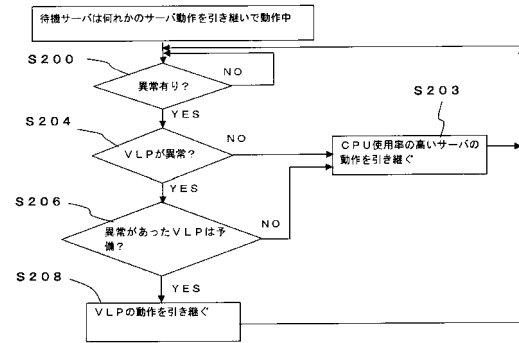 待機サーバは何れかのサーバ動作を引き継いで動作中
S200
異常有り?
NO
YES
S204
VLPが異常?
NO
YES
S203
CPU使用率の高いサーバの
動作を引き継ぐ
S206
異常があったVLPは予
備?
NO
YES
S208
VLPの動作を引き継ぐ